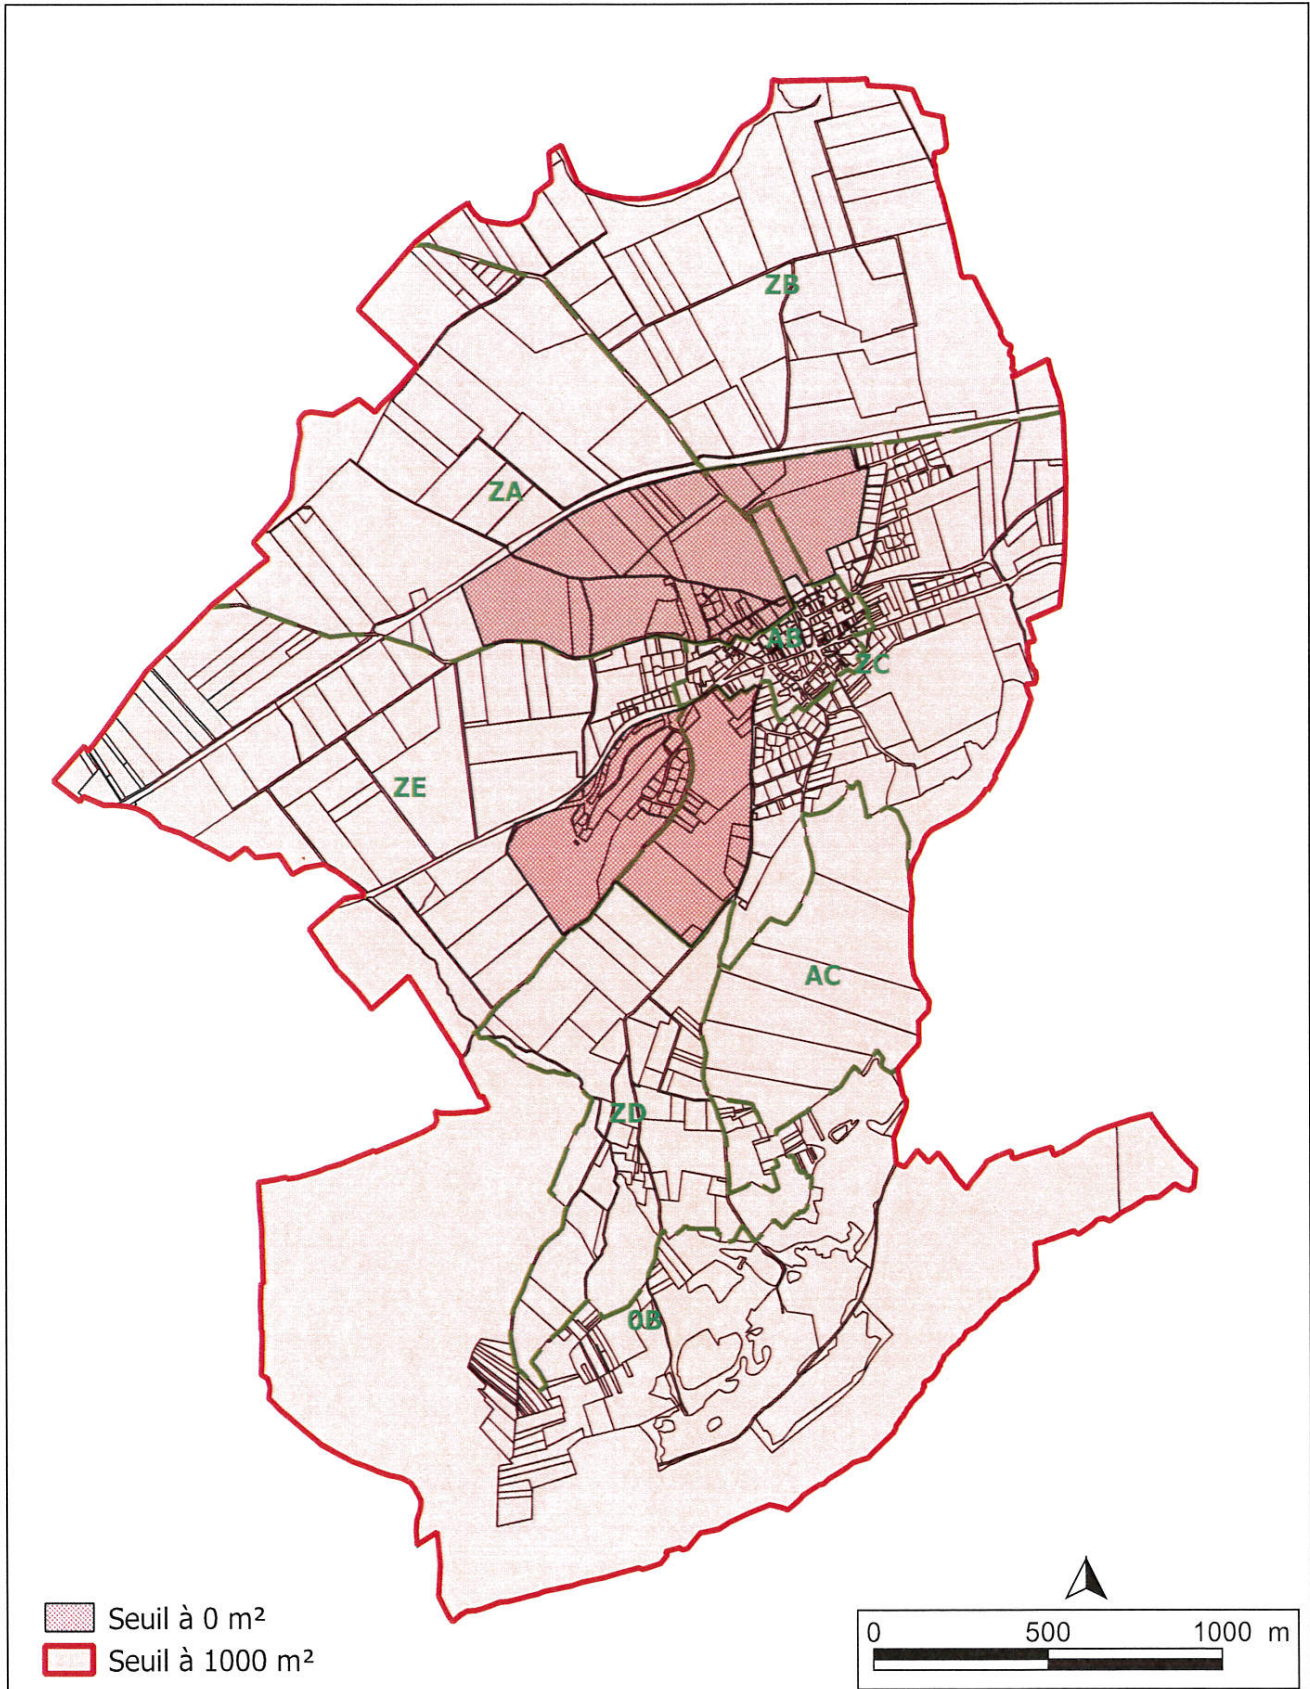 ZB
ZA
AB
ZC
ZE
AC
ZD
0B
Seuil à 0 m²
Seuil à 1000 m²
0 500 1000 m